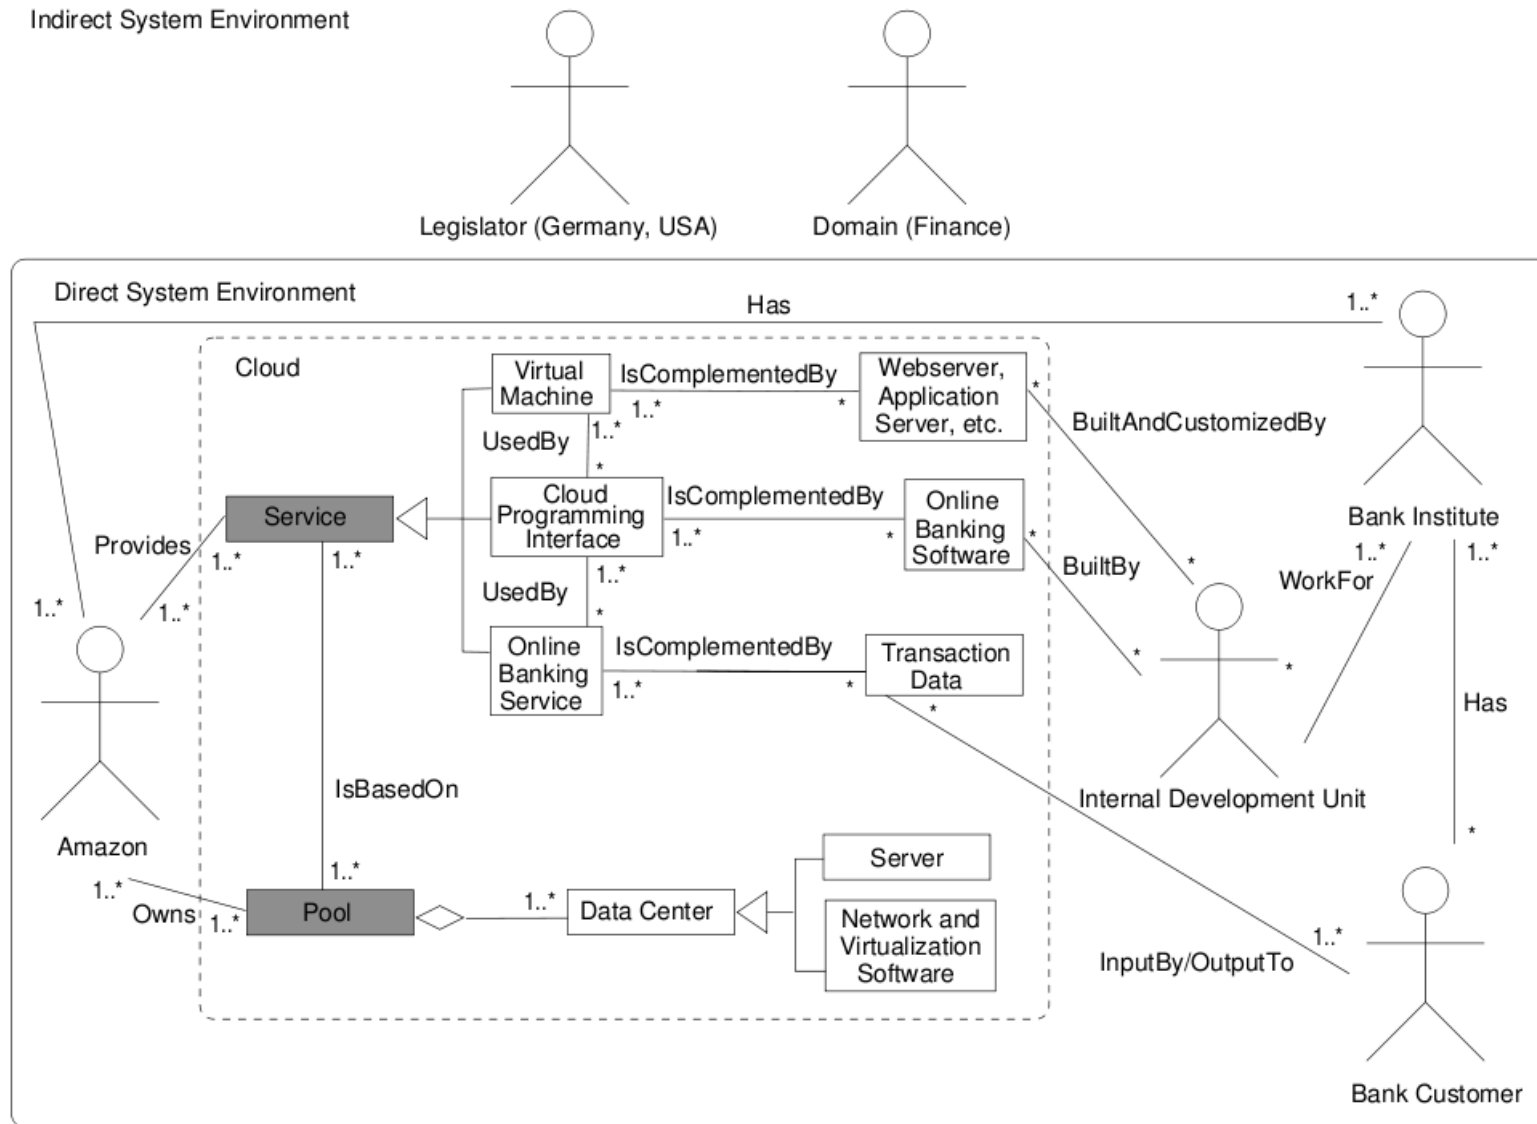 Indirect System Environment
Legislator (Germany, USA)
Domain (Finance)
Direct System Environment
Has
1..*
Cloud
Virtual
Machine
IsComplementedBy
1..*
*
Webserver,
Application
Server, etc.
*
BuiltAndCustomizedBy
*
UsedBy
1..*
*
Service
Cloud
Programming
Interface
IsComplementedBy
1..*
*
Online
Banking
Software
*
BuiltBy
*
Bank Institute
1..*
1..*
WorkFor
*
Provides
1..*
1..*
1..*
1..*
UsedBy
1..*
*
Online
Banking
Service
IsComplementedBy
1..*
*
Transaction
Data
*
Has
*
Internal Development Unit
Amazon
IsBasedOn
1..*
1..*
Owns
1..*
Pool
1..*
Data Center
Server
Network and
Virtualization
Software
InputBy/OutputTo
1..*
Bank Customer